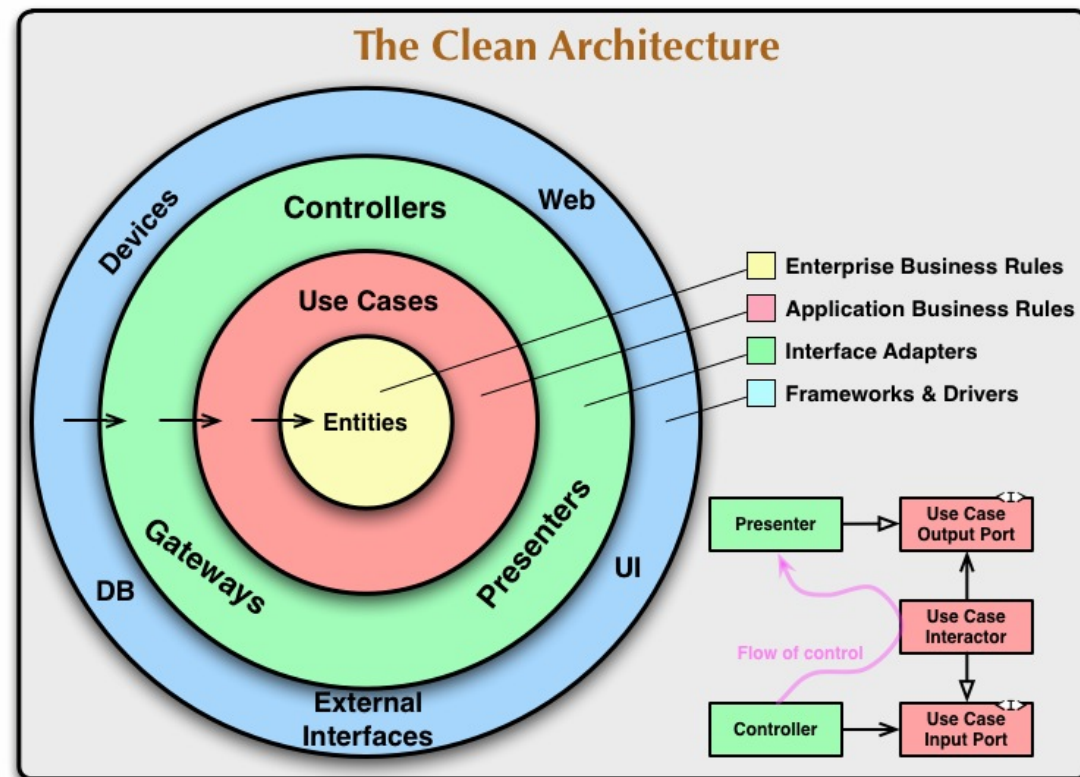 The Clean Architecture
Devices
Web
Controllers
Use Cases
Entities
Gateways
Presenters
DB
UI
External
Interfaces
Enterprise Business Rules
Application Business Rules
Interface Adapters
Frameworks & Drivers
Presenter
<I>
Use Case
Output Port
Use Case
Interactor
Flow of control
Controller
<I>
Use Case
Input Port